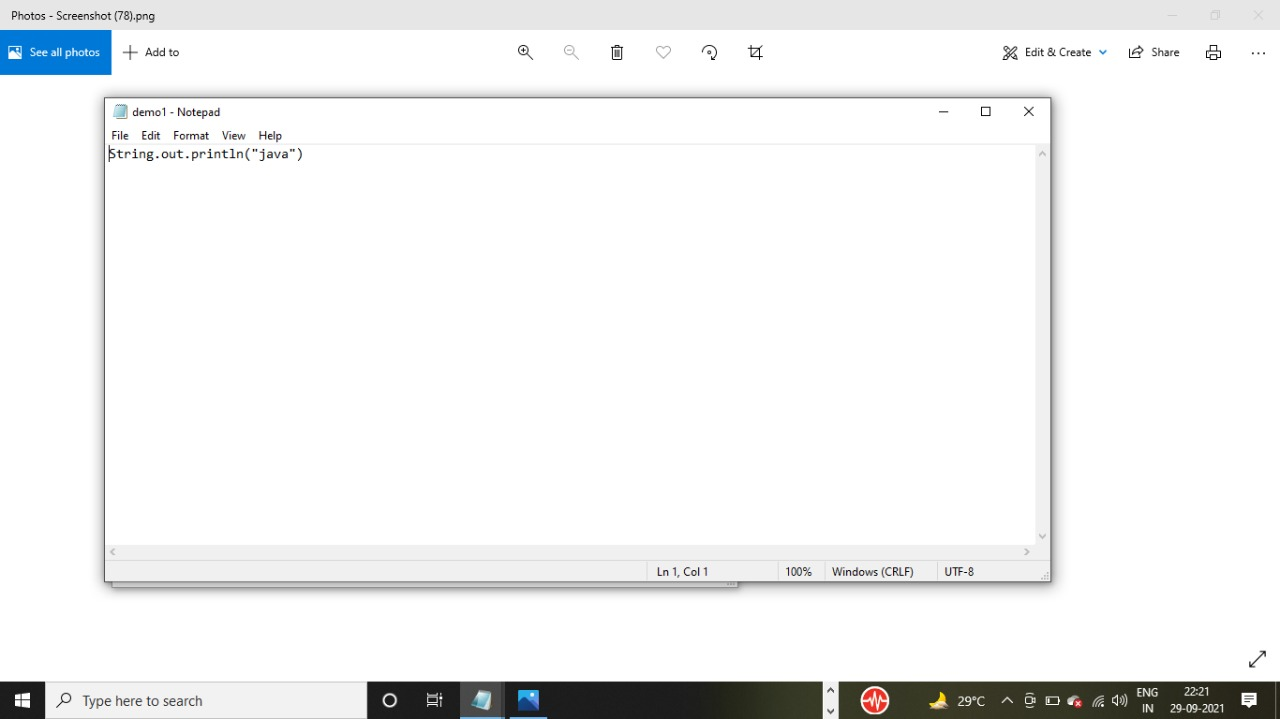 Photos - Screenshot (78).png
See all photos
Add to
Edit & Create
Share
demo1 - Notepad
File Edit Format View Help
String.out.println("java")
Ln 1, Col 1
100%
Windows (CRLF)
UTF-8
Type here to search
29°C
ENG
IN
22:21
29-09-2021